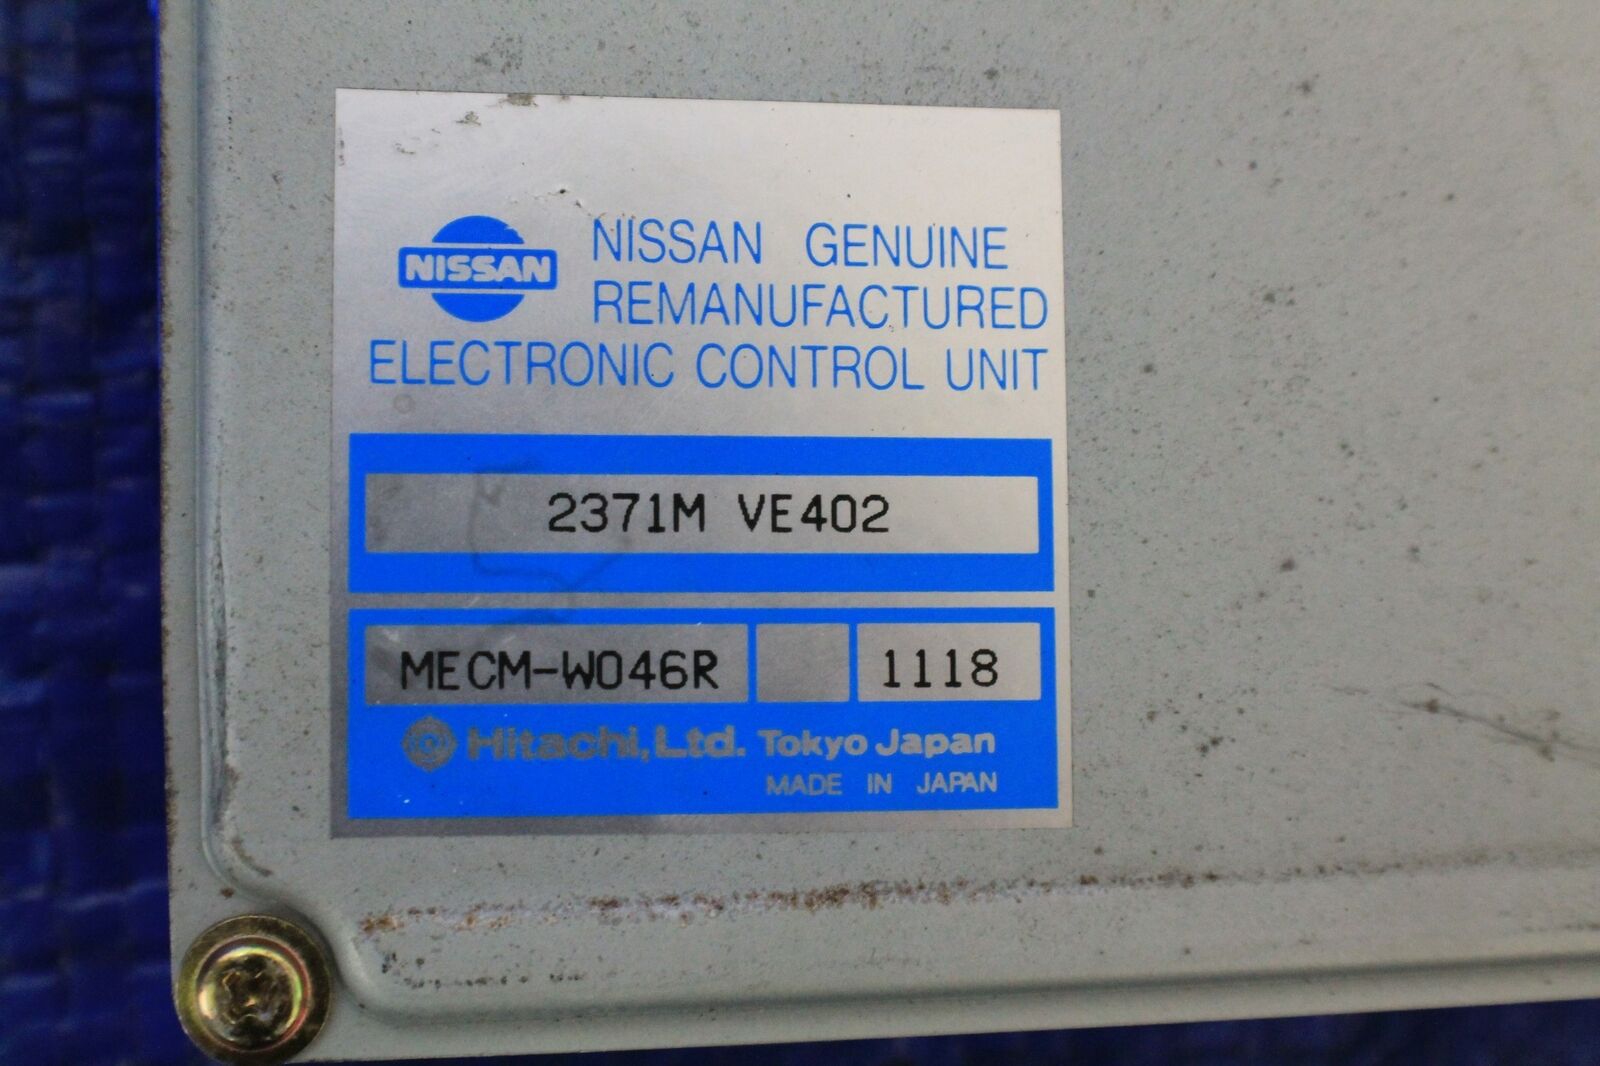 NISSAN
NISSAN GENUINE
REMANUFACTURED
ELECTRONIC CONTROL UNIT
2371M VE402
MECM-W046R 1118
Hitachi, Ltd. Tokyo Japan
MADE IN JAPAN